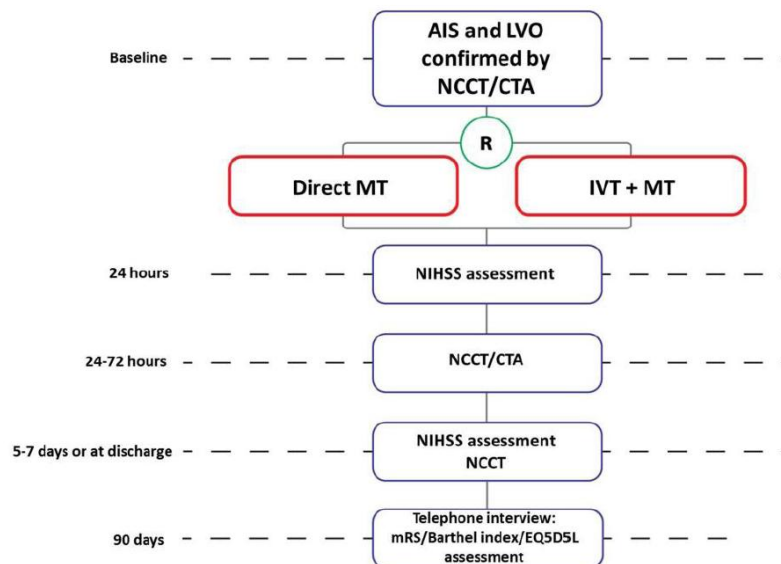 Baseline
AIS and LVO
confirmed by
NCCT/CTA
R
Direct MT
IVT + MT
24 hours
NIHSS assessment
24-72 hours
NCCT/CTA
5-7 days or at discharge
NIHSS assessment
NCCT
90 days
Telephone interview:
mRS/Barthel index/EQ5D5L
assessment